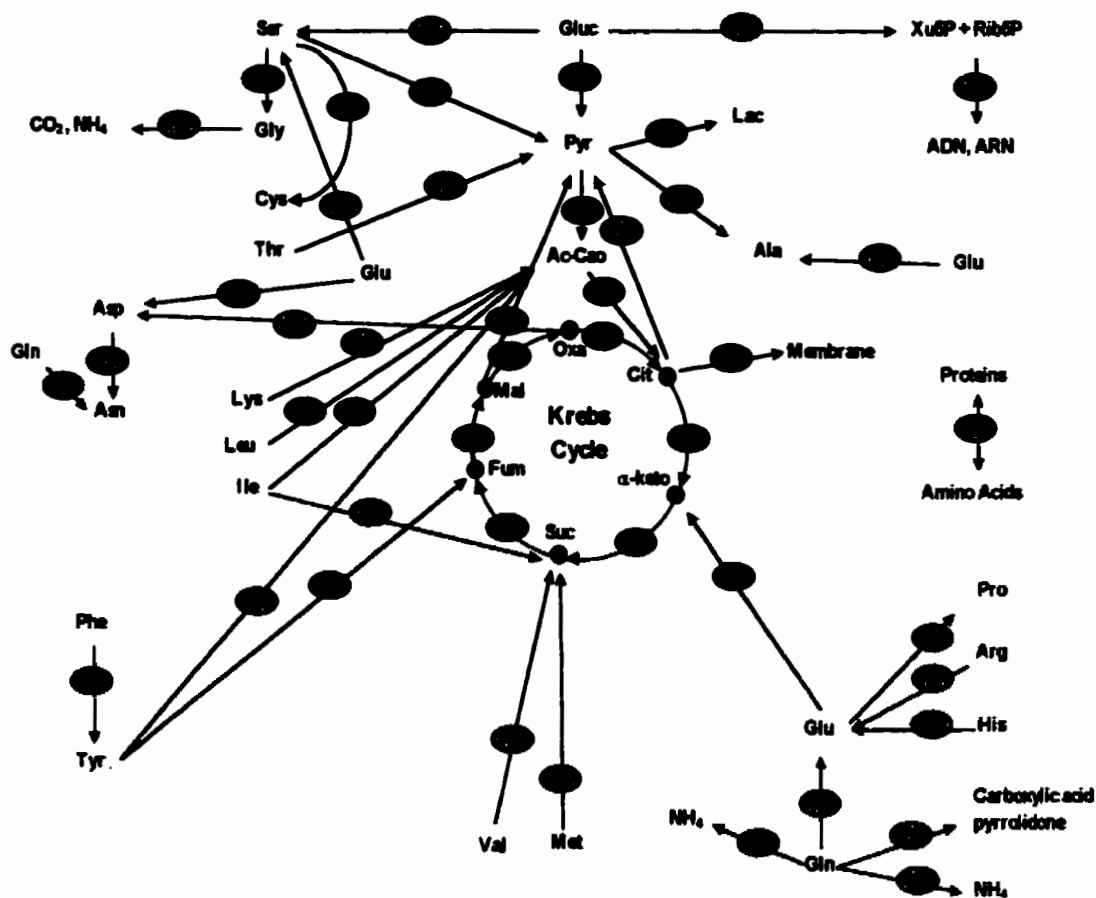 Ser
Gluc
Xu5P + Rib5P
CO₂, NH₄
Gly
Pyr
Lac
ADN, ARN
Cys
Thr
Glu
Ac-Cao
Ala
Glu
Asp
Gln
Asn
Oxa
Cit
Membrane
Lys
Mal
Krebs
Cycle
Proteins
Leu
Ile
Fum
α-keto
Amino Acids
Suc
Phe
Pro
Arg
Glu
His
Tyr
Val
Met
NH₄
Gln
Carboxylic acid
pyrrolidone
NH₄